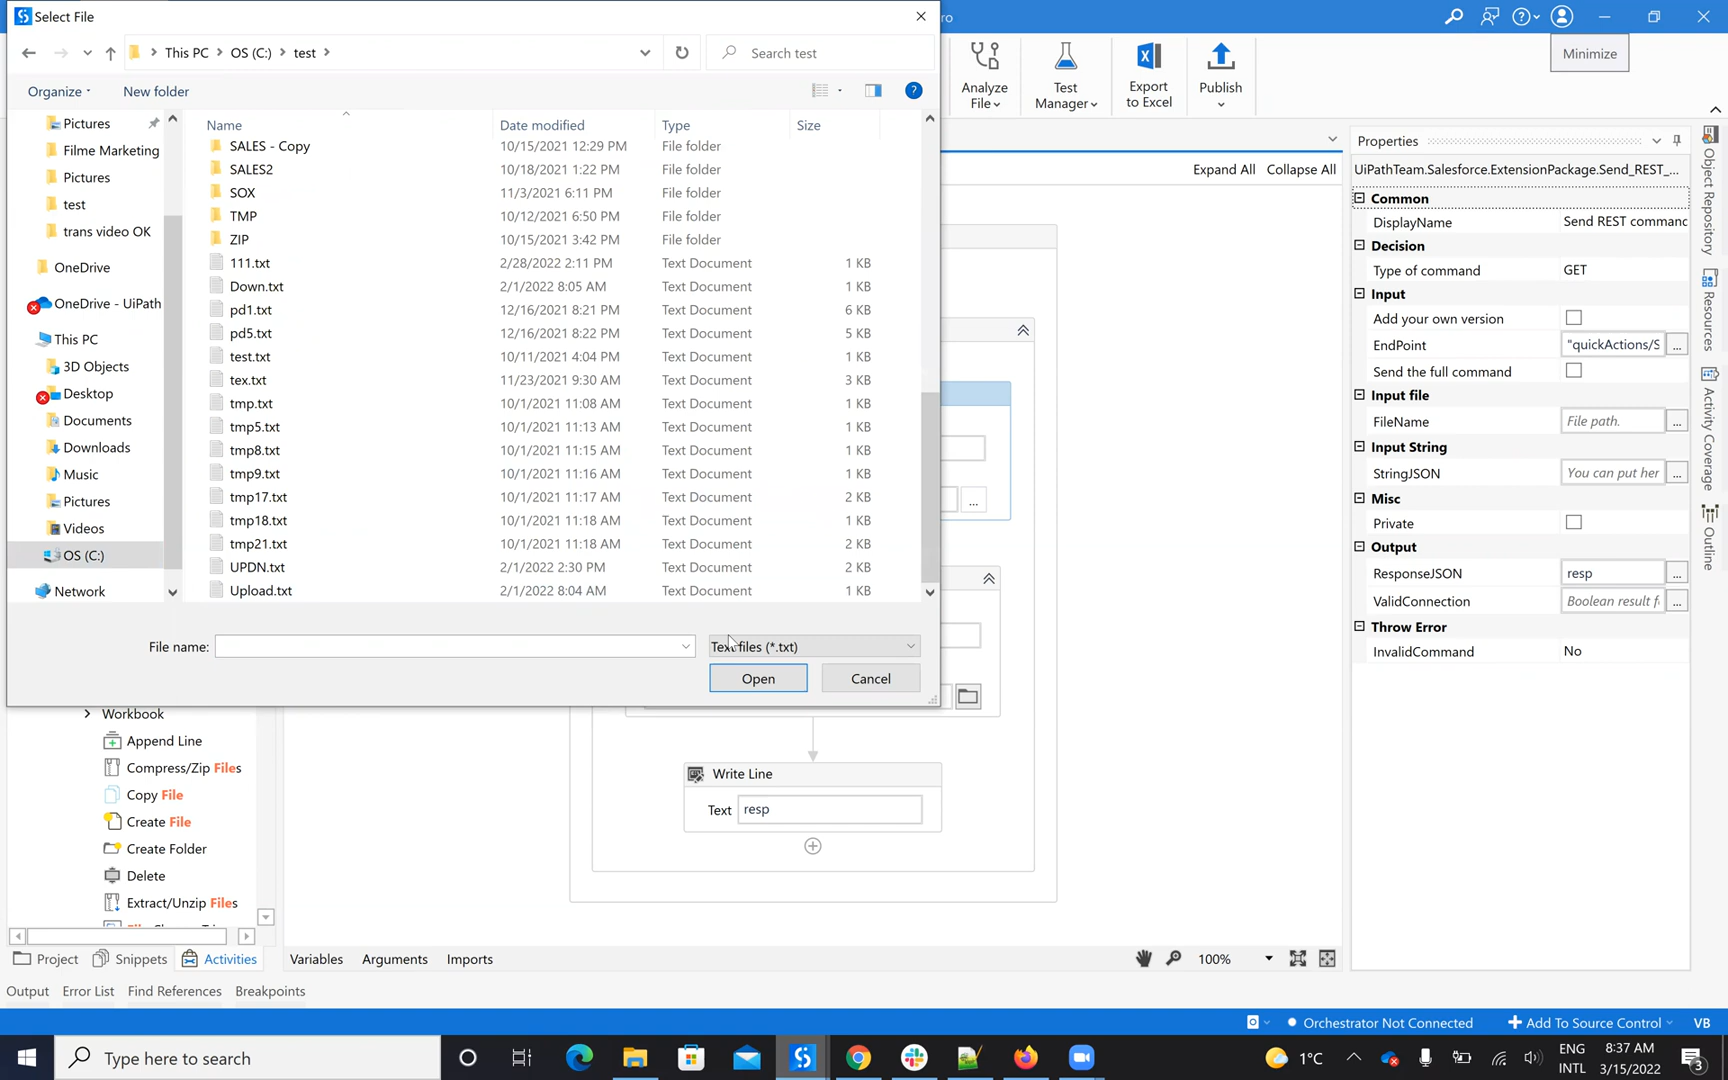 Select File
ro
Minimize
This PC
OS (C:)
test
Search test
Organize
New folder
Analyze File
Test Manager
Export to Excel
Publish
Name
Date modified
Type
Size
Pictures
Filme Marketing
Pictures
test
trans video OK
OneDrive
OneDrive - UiPath
This PC
3D Objects
Desktop
Documents
Downloads
Music
Pictures
Videos
OS (C:)
Network
SALES - Copy 10/15/2021 12:29 PM File folder
SALES2 10/18/2021 1:22 PM File folder
SOX 11/3/2021 6:11 PM File folder
TMP 10/12/2021 6:50 PM File folder
ZIP 10/15/2021 3:42 PM File folder
111.txt 2/28/2022 2:11 PM Text Document 1 KB
Down.txt 2/1/2022 8:05 AM Text Document 1 KB
pd1.txt 12/16/2021 8:21 PM Text Document 6 KB
pd5.txt 12/16/2021 8:22 PM Text Document 5 KB
test.txt 10/11/2021 4:04 PM Text Document 1 KB
tex.txt 11/23/2021 9:30 AM Text Document 3 KB
tmp.txt 10/1/2021 11:08 AM Text Document 1 KB
tmp5.txt 10/1/2021 11:13 AM Text Document 1 KB
tmp8.txt 10/1/2021 11:15 AM Text Document 1 KB
tmp9.txt 10/1/2021 11:16 AM Text Document 1 KB
tmp17.txt 10/1/2021 11:17 AM Text Document 2 KB
tmp18.txt 10/1/2021 11:18 AM Text Document 1 KB
tmp21.txt 10/1/2021 11:18 AM Text Document 2 KB
UPDN.txt 2/1/2022 2:30 PM Text Document 2 KB
Upload.txt 2/1/2022 8:04 AM Text Document 1 KB
File name:
Text files (*.txt)
Open
Cancel
Expand All Collapse All
Properties
UiPathTeam.Salesforce.ExtensionPackage.Send_REST_...
Common
DisplayName Send REST command
Decision
Type of command GET
Input
Add your own version
EndPoint "quickActions/S ...
Send the full command
Input file
FileName File path. ...
Input String
StringJSON You can put her ...
Misc
Private
Output
ResponseJSON resp ...
ValidConnection Boolean result f ...
Throw Error
InvalidCommand No
Object Repository
Resources
Activity Coverage
Outline
...
Write Line
Text resp
Workbook
Append Line
Compress/Zip Files
Copy File
Create File
Create Folder
Delete
Extract/Unzip Files
Project
Snippets
Activities
Variables
Arguments
Imports
100%
Output
Error List
Find References
Breakpoints
Orchestrator Not Connected
Add To Source Control
VB
Type here to search
1°C
ENG
INTL
8:37 AM
3/15/2022
3